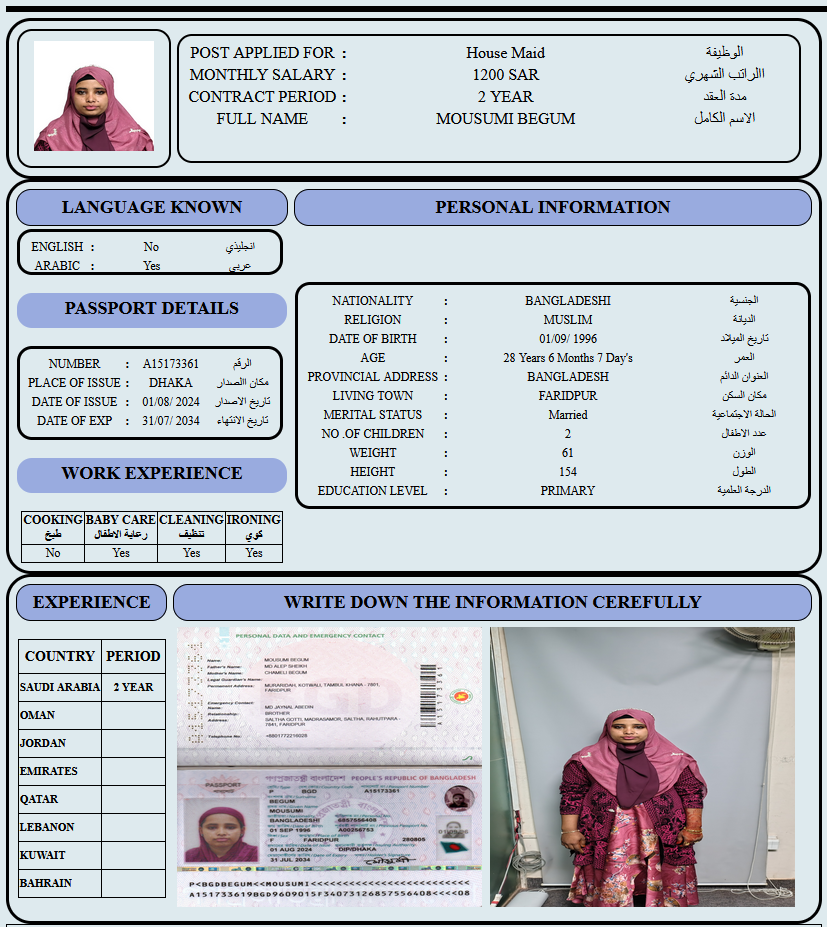 POST APPLIED FOR : House Maid الوظيفة
MONTHLY SALARY : 1200 SAR االراتب الشهري
CONTRACT PERIOD : 2 YEAR مدة العقد
FULL NAME : MOUSUMI BEGUM الاسم الكامل
LANGUAGE KNOWN
ENGLISH : No انجليذي
ARABIC : Yes عربي
PASSPORT DETAILS
NUMBER : A15173361 الرقم
PLACE OF ISSUE : DHAKA مكان االصدار
DATE OF ISSUE : 01/08/ 2024 تاريخ الاصدار
DATE OF EXP : 31/07/ 2034 تاريخ الانتهاء
WORK EXPERIENCE
COOKING BABY CARE CLEANING IRONING
طبخ رعاية الاطفال تنظيف كوي
No Yes Yes Yes
PERSONAL INFORMATION
NATIONALITY : BANGLADESHI الجنسية
RELIGION : MUSLIM الديانة
DATE OF BIRTH : 01/09/ 1996 تاريخ الميلاد
AGE : 28 Years 6 Months 7 Day's العمر
PROVINCIAL ADDRESS : BANGLADESH العنوان الدائم
LIVING TOWN : FARIDPUR مكان السكن
MERITAL STATUS : Married الحالة الاجتماعية
NO .OF CHILDREN : 2 عدد الاطفال
WEIGHT : 61 الوزن
HEIGHT : 154 الطول
EDUCATION LEVEL : PRIMARY الدرجة العلمية
EXPERIENCE
COUNTRY PERIOD
SAUDI ARABIA 2 YEAR
OMAN
JORDAN
EMIRATES
QATAR
LEBANON
KUWAIT
BAHRAIN
WRITE DOWN THE INFORMATION CEREFULLY
PERSONAL DATA AND EMERGENCY CONTACT
Name: MOUSUMI BEGUM
Father's Name: MD ALEP SHEIKH
Mother's Name: CHAMELI BEGUM
Legal Guardian's Name:
Permanent Address: MURARIDAH, KOTWALL TAMBUL KHANA - 7801,
FARIDPUR
Emergency Contact:
Name: MD JAYNAL ABEDIN
Relationship: BROTHER
Address: SALTHA GOTTI, MADRASAMOR, SALTHA, RAHUTPARA -
7841, FARIDPUR
Telephone No: +8801772216028
গণপ্রজাতন্ত্রী বাংলাদেশ PEOPLE'S REPUBLIC OF BANGLADESH
PASSPORT
P BGD A15173361
BEGUM
MOUSUMI
BANGLADESHI 6857556408
01 SEP 1996 A00256753
F FARIDPUR 280805
01 AUG 2024 DIP/DHAKA
31 JUL 2034
P<BGDBEGUM<<MOUSUMI<<<<<<<<<<<<<<<<<<<<<<<<<
A151733619BGD9609015F34073126857556408<<<<08